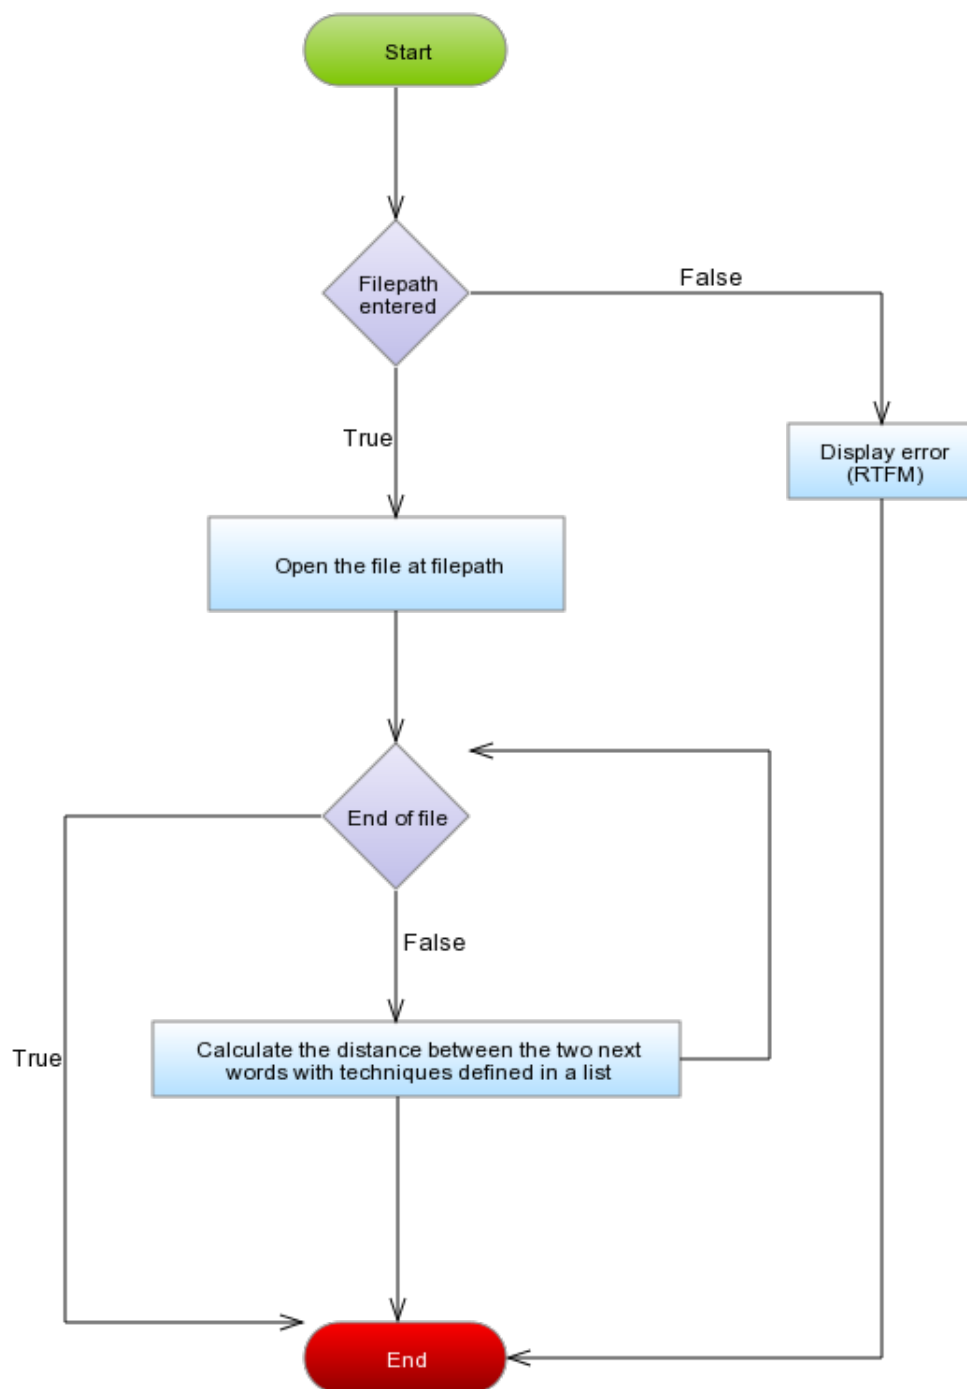 Start
Filepath
entered
False
True
Display error
(RTFM)
Open the file at filepath
End of file
False
True
Calculate the distance between the two next
words with techniques defined in a list
End